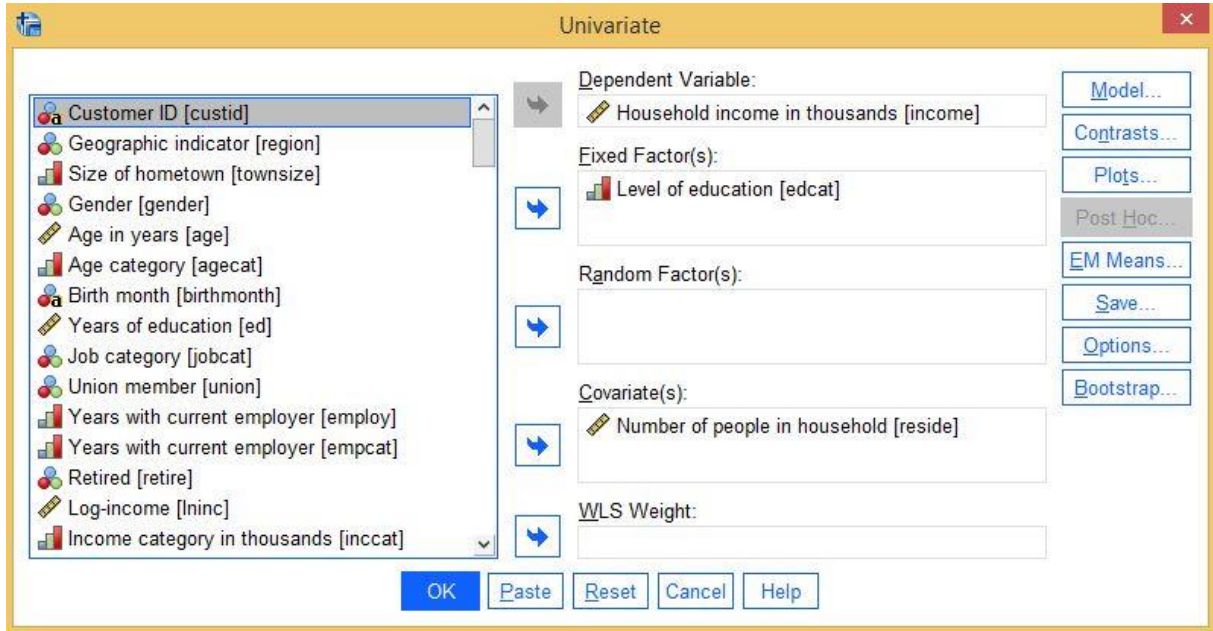 Univariate
Customer ID [custid]
Geographic indicator [region]
Size of hometown [townsize]
Gender [gender]
Age in years [age]
Age category [agecat]
Birth month [birthmonth]
Years of education [ed]
Job category [jobcat]
Union member [union]
Years with current employer [employ]
Years with current employer [empcat]
Retired [retire]
Log-income [lninc]
Income category in thousands [inccat]
Dependent Variable:
Household income in thousands [income]
Fixed Factor(s):
Level of education [edcat]
Random Factor(s):
Covariate(s):
Number of people in household [reside]
WLS Weight:
Model...
Contrasts...
Plots...
Post Hoc...
EM Means...
Save...
Options...
Bootstrap...
OK Paste Reset Cancel Help